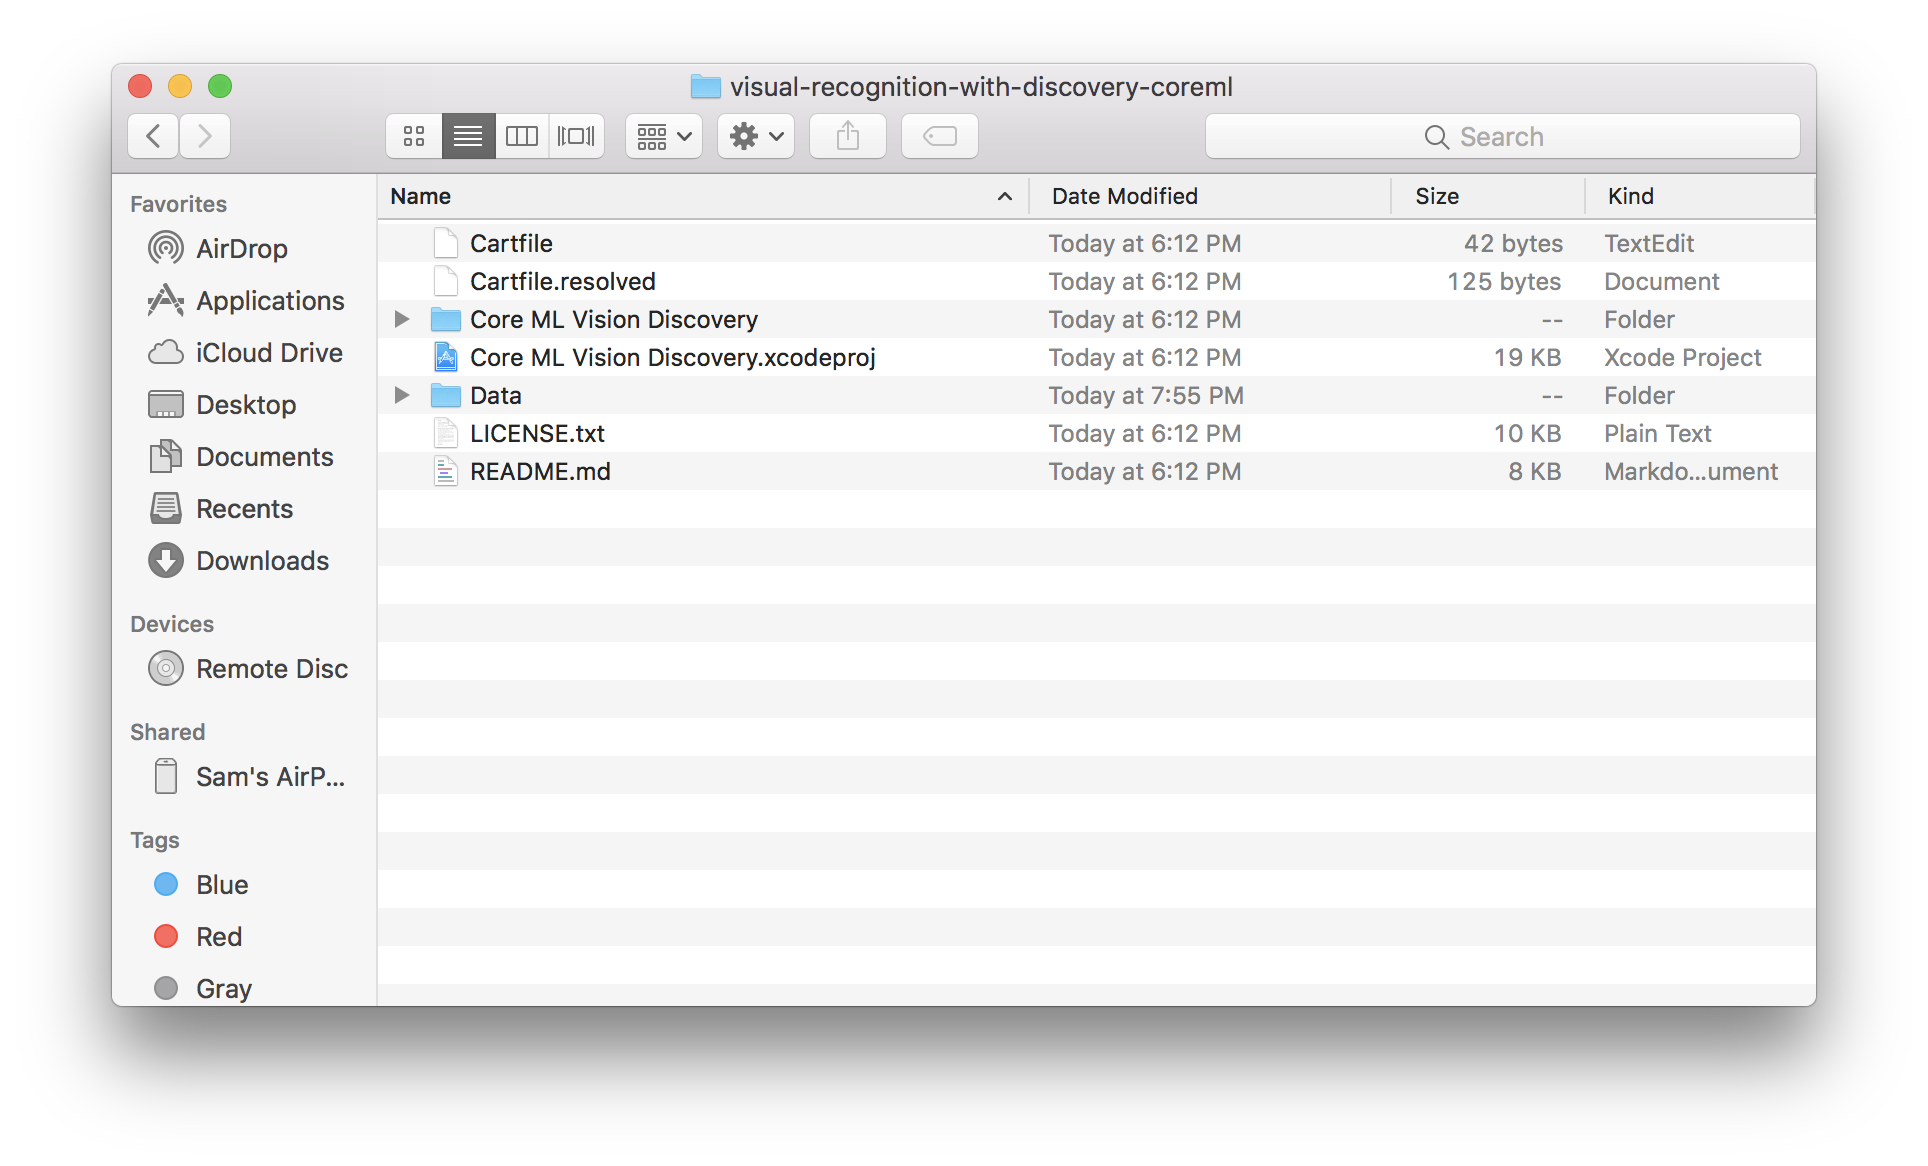 visual-recognition-with-discovery-coreml
Search
Favorites
AirDrop
Applications
iCloud Drive
Desktop
Documents
Recents
Downloads
Devices
Remote Disc
Shared
Sam's AirP...
Tags
Blue
Red
Gray
Name Date Modified Size Kind
Cartfile Today at 6:12 PM 42 bytes TextEdit
Cartfile.resolved Today at 6:12 PM 125 bytes Document
Core ML Vision Discovery Today at 6:12 PM -- Folder
Core ML Vision Discovery.xcodeproj Today at 6:12 PM 19 KB Xcode Project
Data Today at 7:55 PM -- Folder
LICENSE.txt Today at 6:12 PM 10 KB Plain Text
README.md Today at 6:12 PM 8 KB Markdo...ument